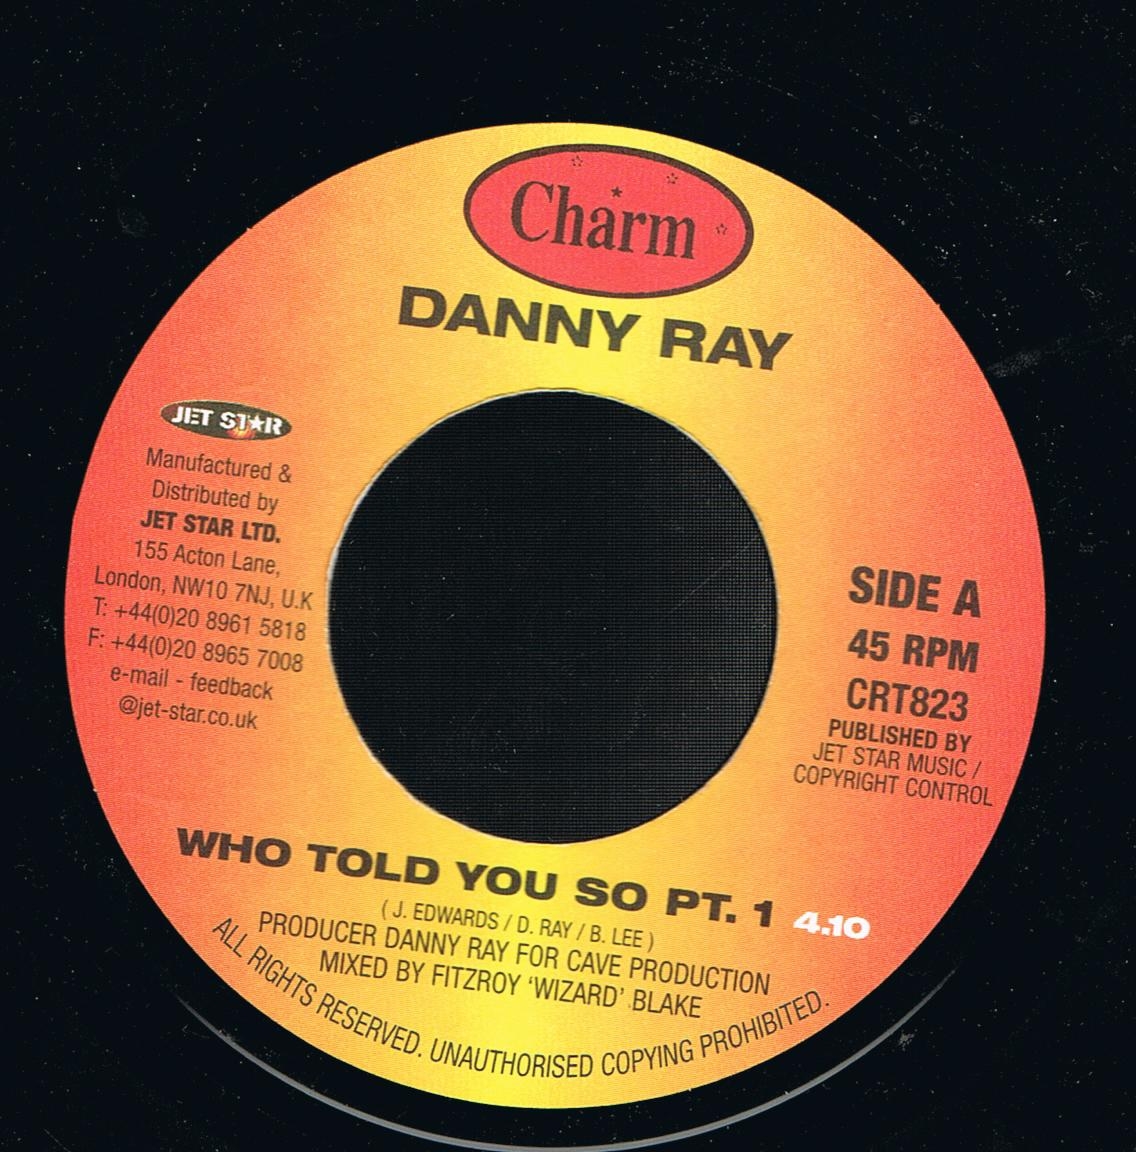 Charm
DANNY RAY
JET STAR
Manufactured &
Distributed by
JET STAR LTD.
155 Acton Lane,
London, NW10 7NJ, U.K
T: +44(0)20 8961 5818
F: +44(0)20 8965 7008
e-mail - feedback
@jet-star.co.uk
SIDE A
45 RPM
CRT823
PUBLISHED BY
JET STAR MUSIC /
COPYRIGHT CONTROL
WHO TOLD YOU SO PT. 1 4.10
( J. EDWARDS / D. RAY / B. LEE )
PRODUCER DANNY RAY FOR CAVE PRODUCTION
MIXED BY FITZROY 'WIZARD' BLAKE
ALL RIGHTS RESERVED. UNAUTHORISED COPYING PROHIBITED.